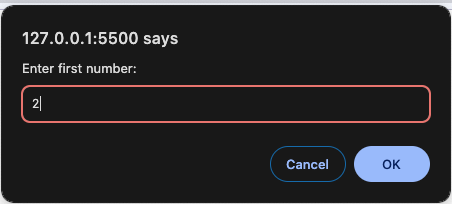 127.0.0.1:5500 says
Enter first number:
2
Cancel OK